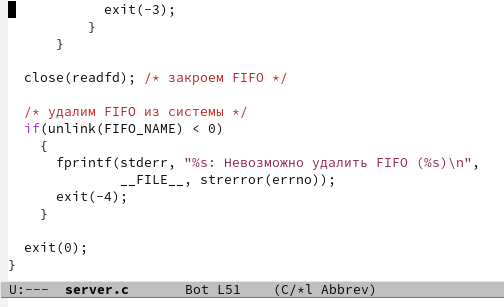 exit(-3);
}
}
close(readfd); /* закроем FIFO */
/* удалим FIFO из системы */
if(unlink(FIFO_NAME) < 0)
{
fprintf(stderr, "%s: Невозможно удалить FIFO (%s)\n",
__FILE__, strerror(errno));
exit(-4);
}
exit(0);
}
U:--- server.c Bot L51 (C/*l Abbrev)